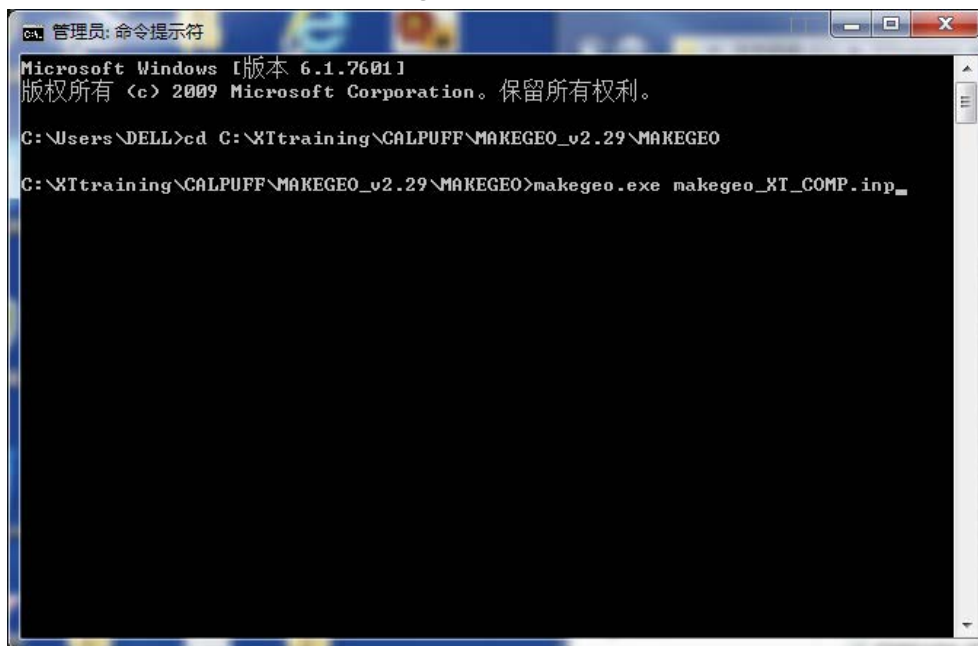 管理员: 命令提示符
Microsoft Windows [版本 6.1.7601]
版权所有 (c) 2009 Microsoft Corporation。保留所有权利。
C:\Users\DELL>cd C:\XTtraining\CALPUFF\MAKEGEO_v2.29\MAKEGEO
C:\XTtraining\CALPUFF\MAKEGEO_v2.29\MAKEGEO>makegeo.exe makegeo_XT_COMP.inp_